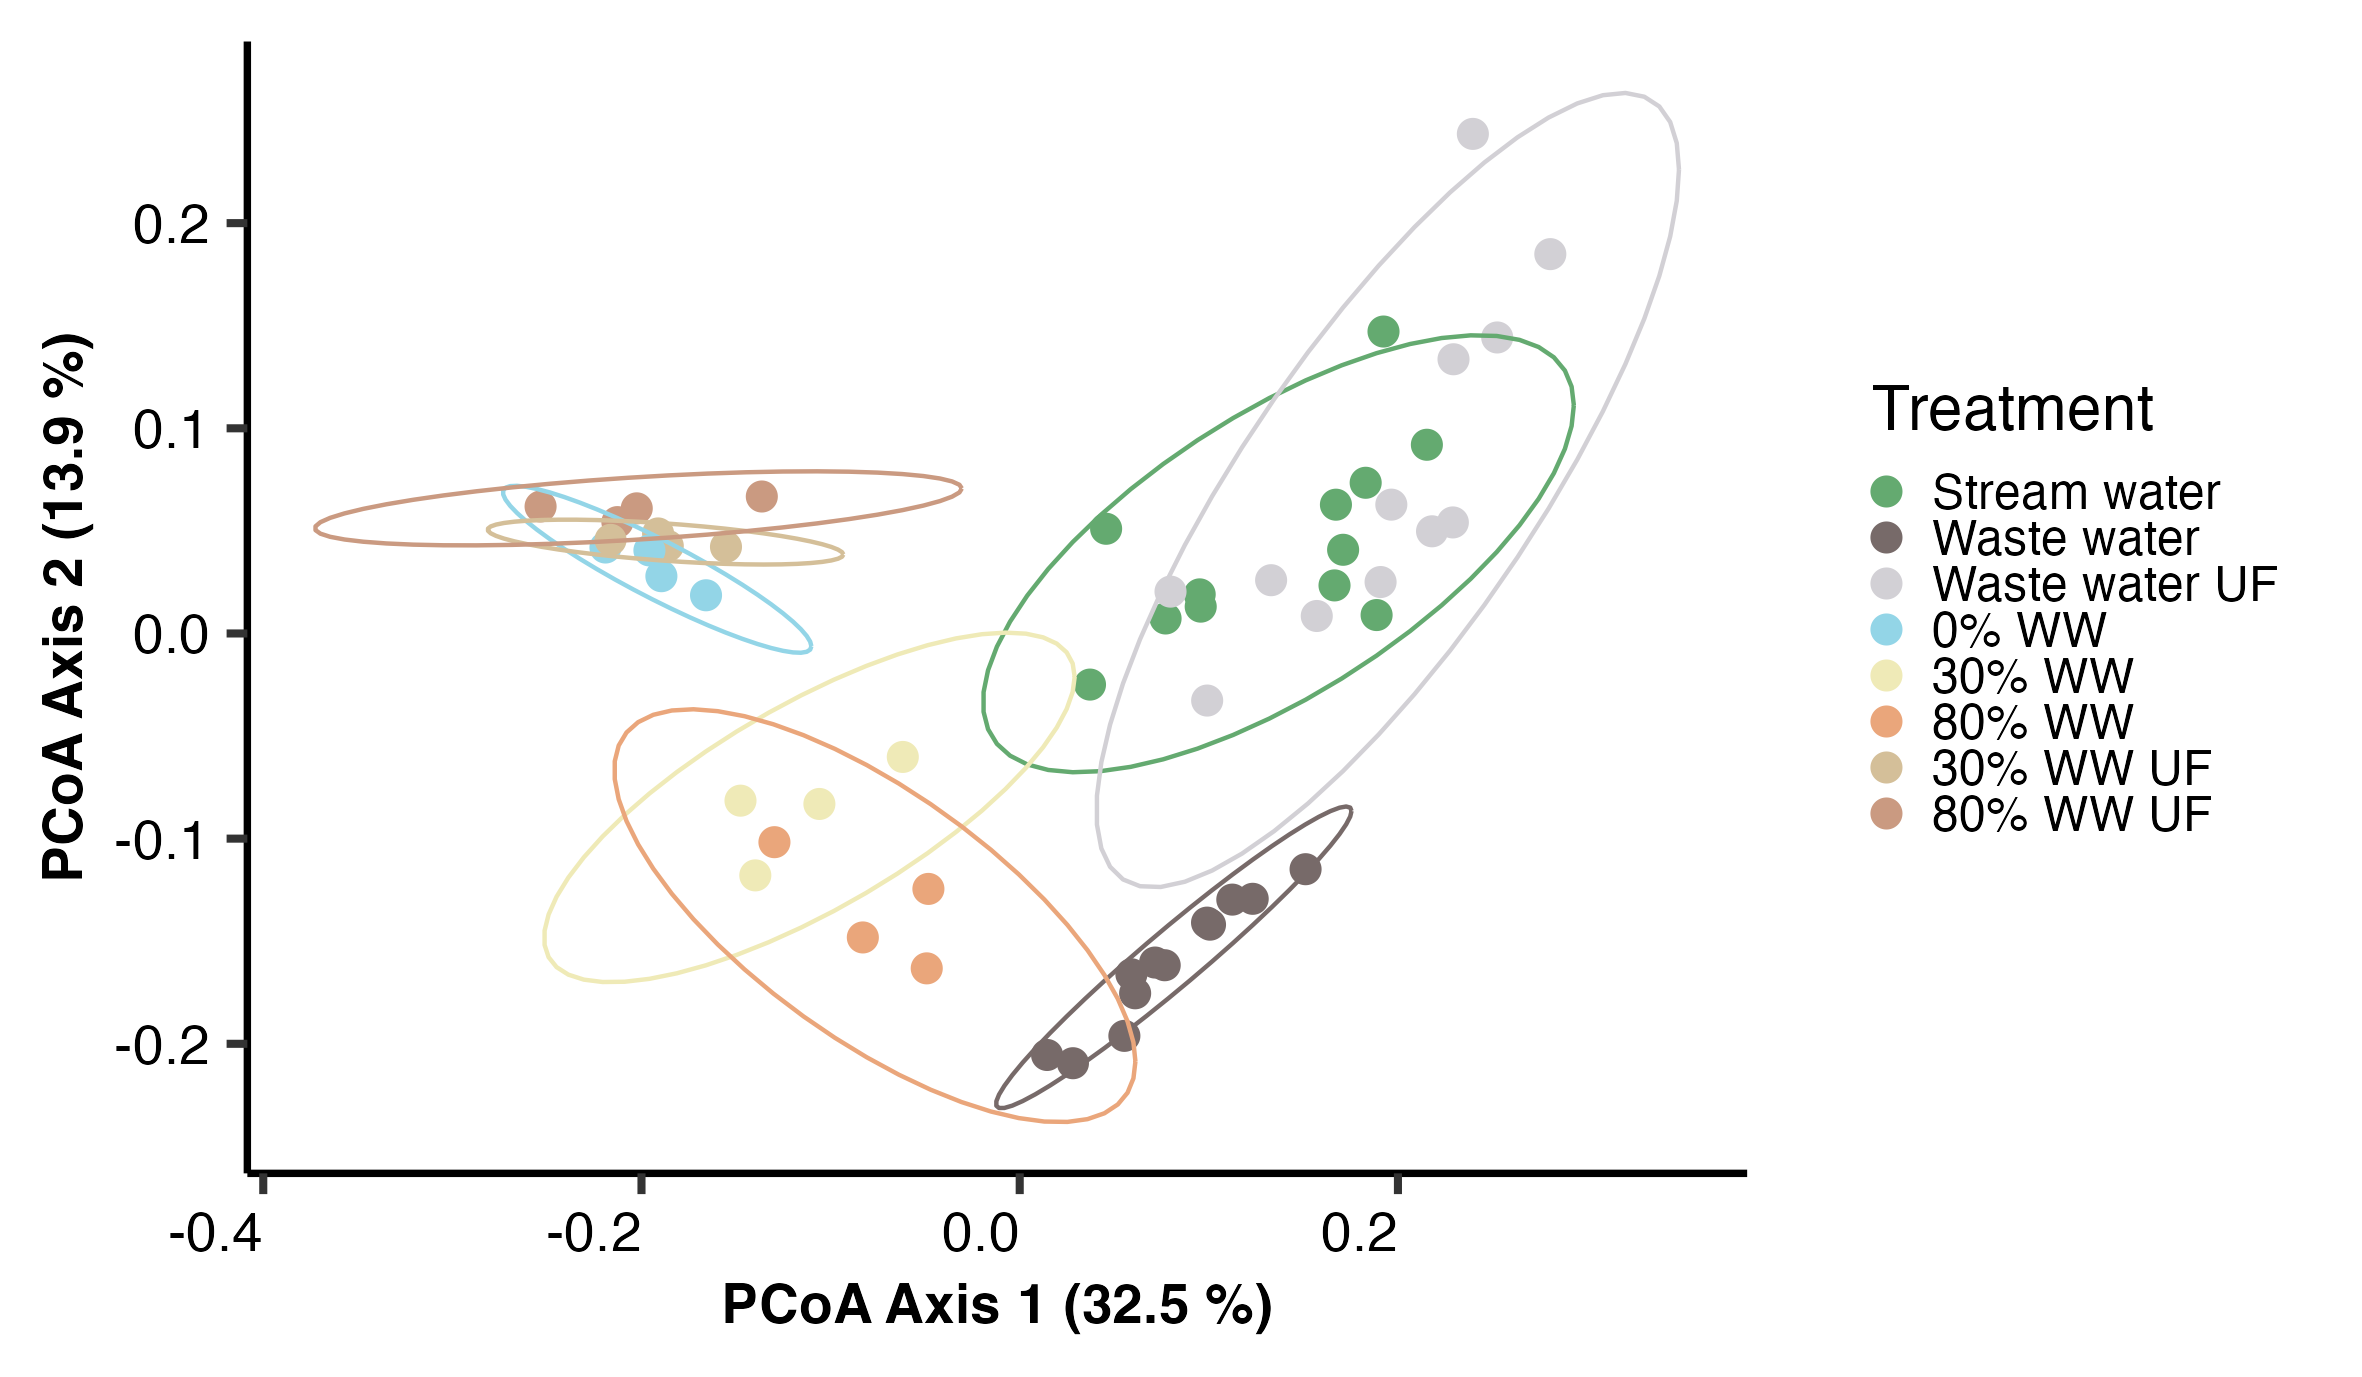 PCoA Axis 2 (13.9 %)
0.2
0.1
0.0
-0.1
-0.2
-0.4
-0.2
0.0
0.2
PCoA Axis 1 (32.5 %)
Treatment
Stream water
Waste water
Waste water UF
0% WW
30% WW
80% WW
30% WW UF
80% WW UF